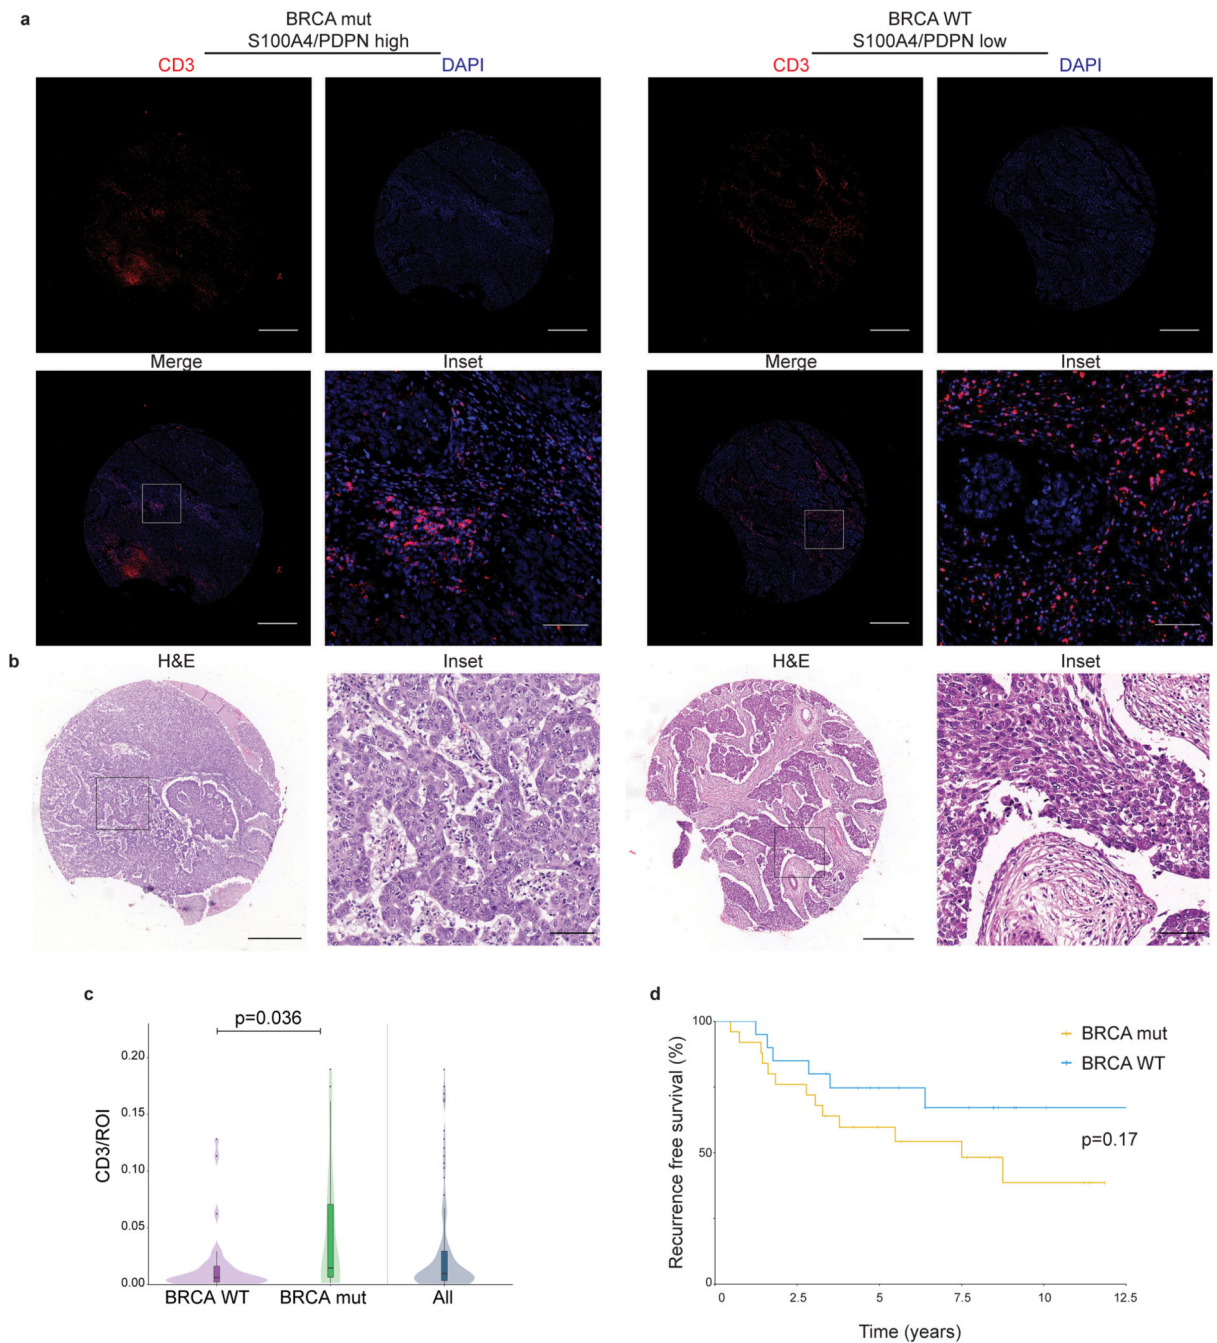 a
BRCA mut
S100A4/PDPN high
BRCA WT
S100A4/PDPN low
CD3
DAPI
CD3
DAPI
Merge
Inset
Merge
Inset
b
H&E
Inset
H&E
Inset
c
p=0.036
CD3/ROI
0.20
0.15
0.10
0.05
0.00
BRCA WT
BRCA mut
All
d
Recurrence free survival (%)
100
50
0
BRCA mut
BRCA WT
p=0.17
0
2.5
5
7.5
10
12.5
Time (years)